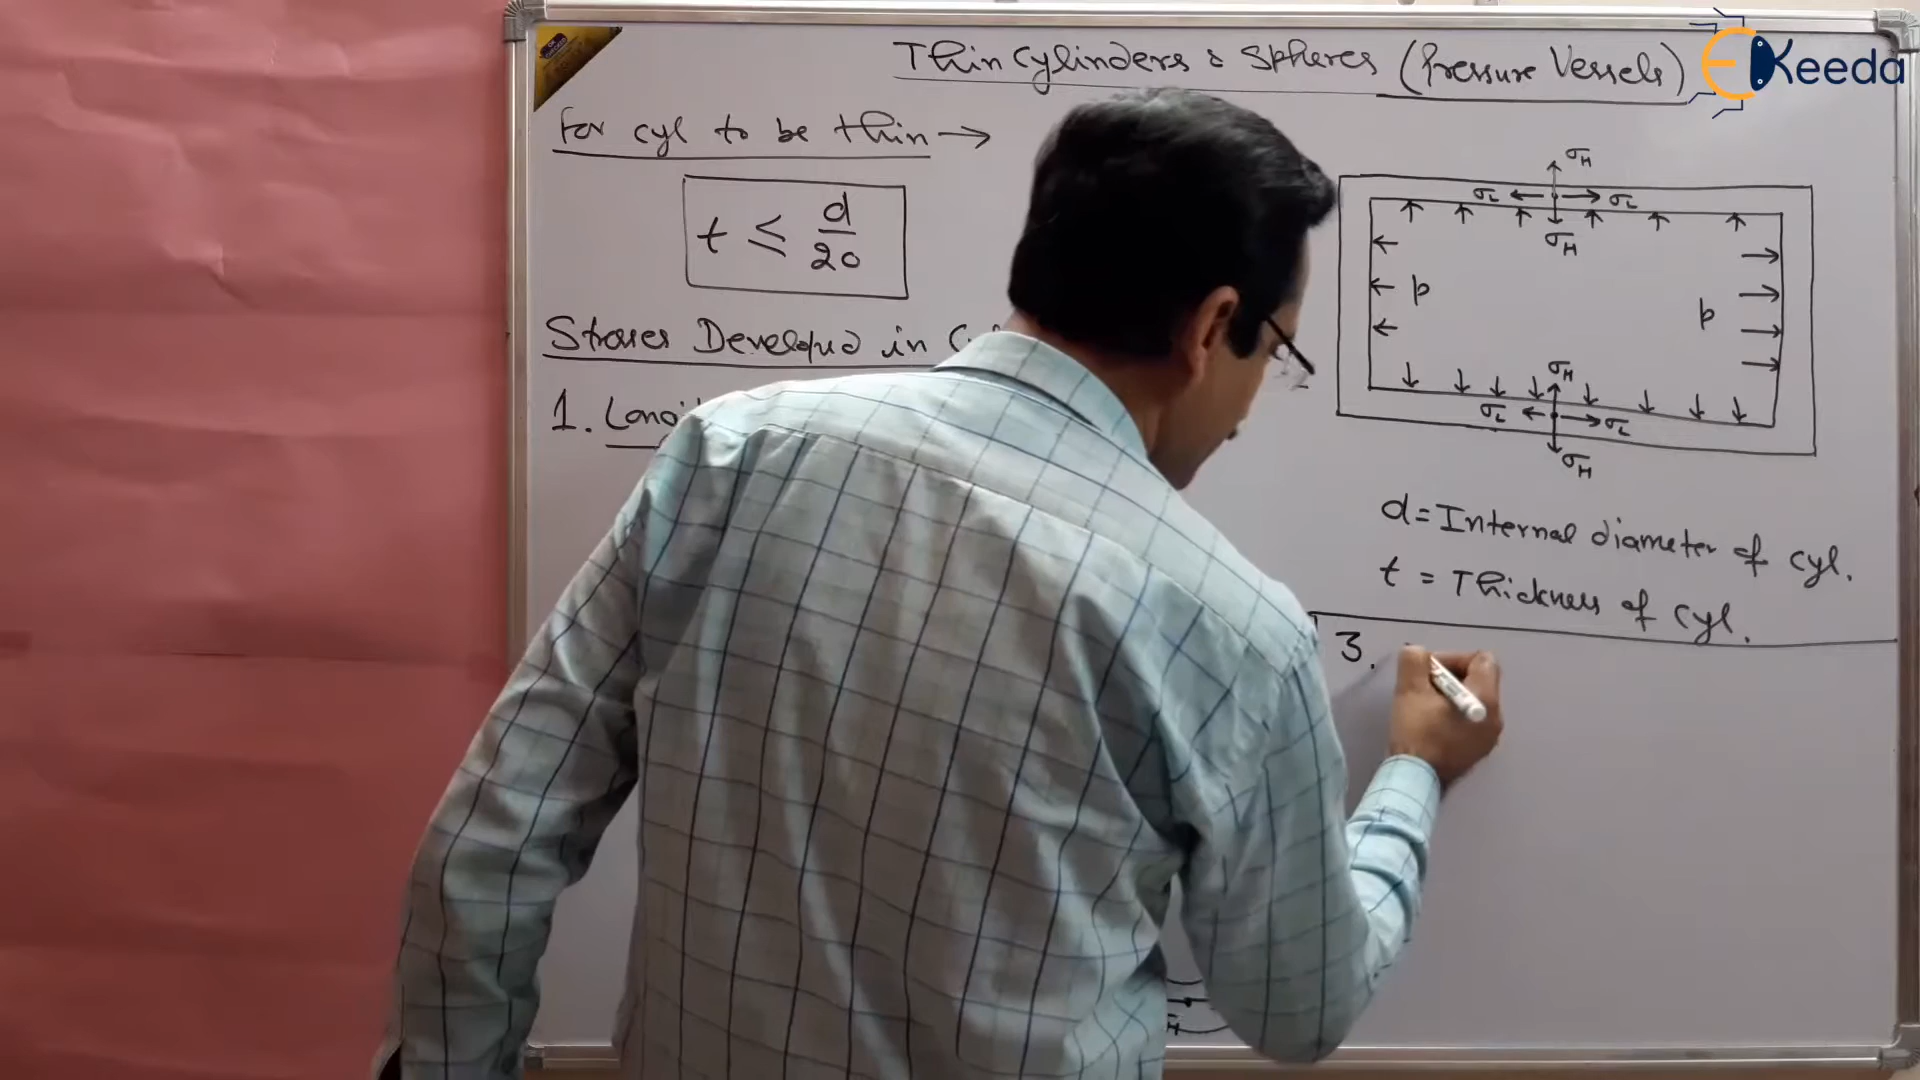 Thin Cylinders & Spheres (Pressure Vessels)
EKeeda
For cyl to be thin →
t ≤ d/20
Stresses Developed in
1.
σH
σL ← → σL
σH
p
p
σH
σL ← → σL
σH
d = Internal diameter of cyl.
t = Thickness of cyl.
3.